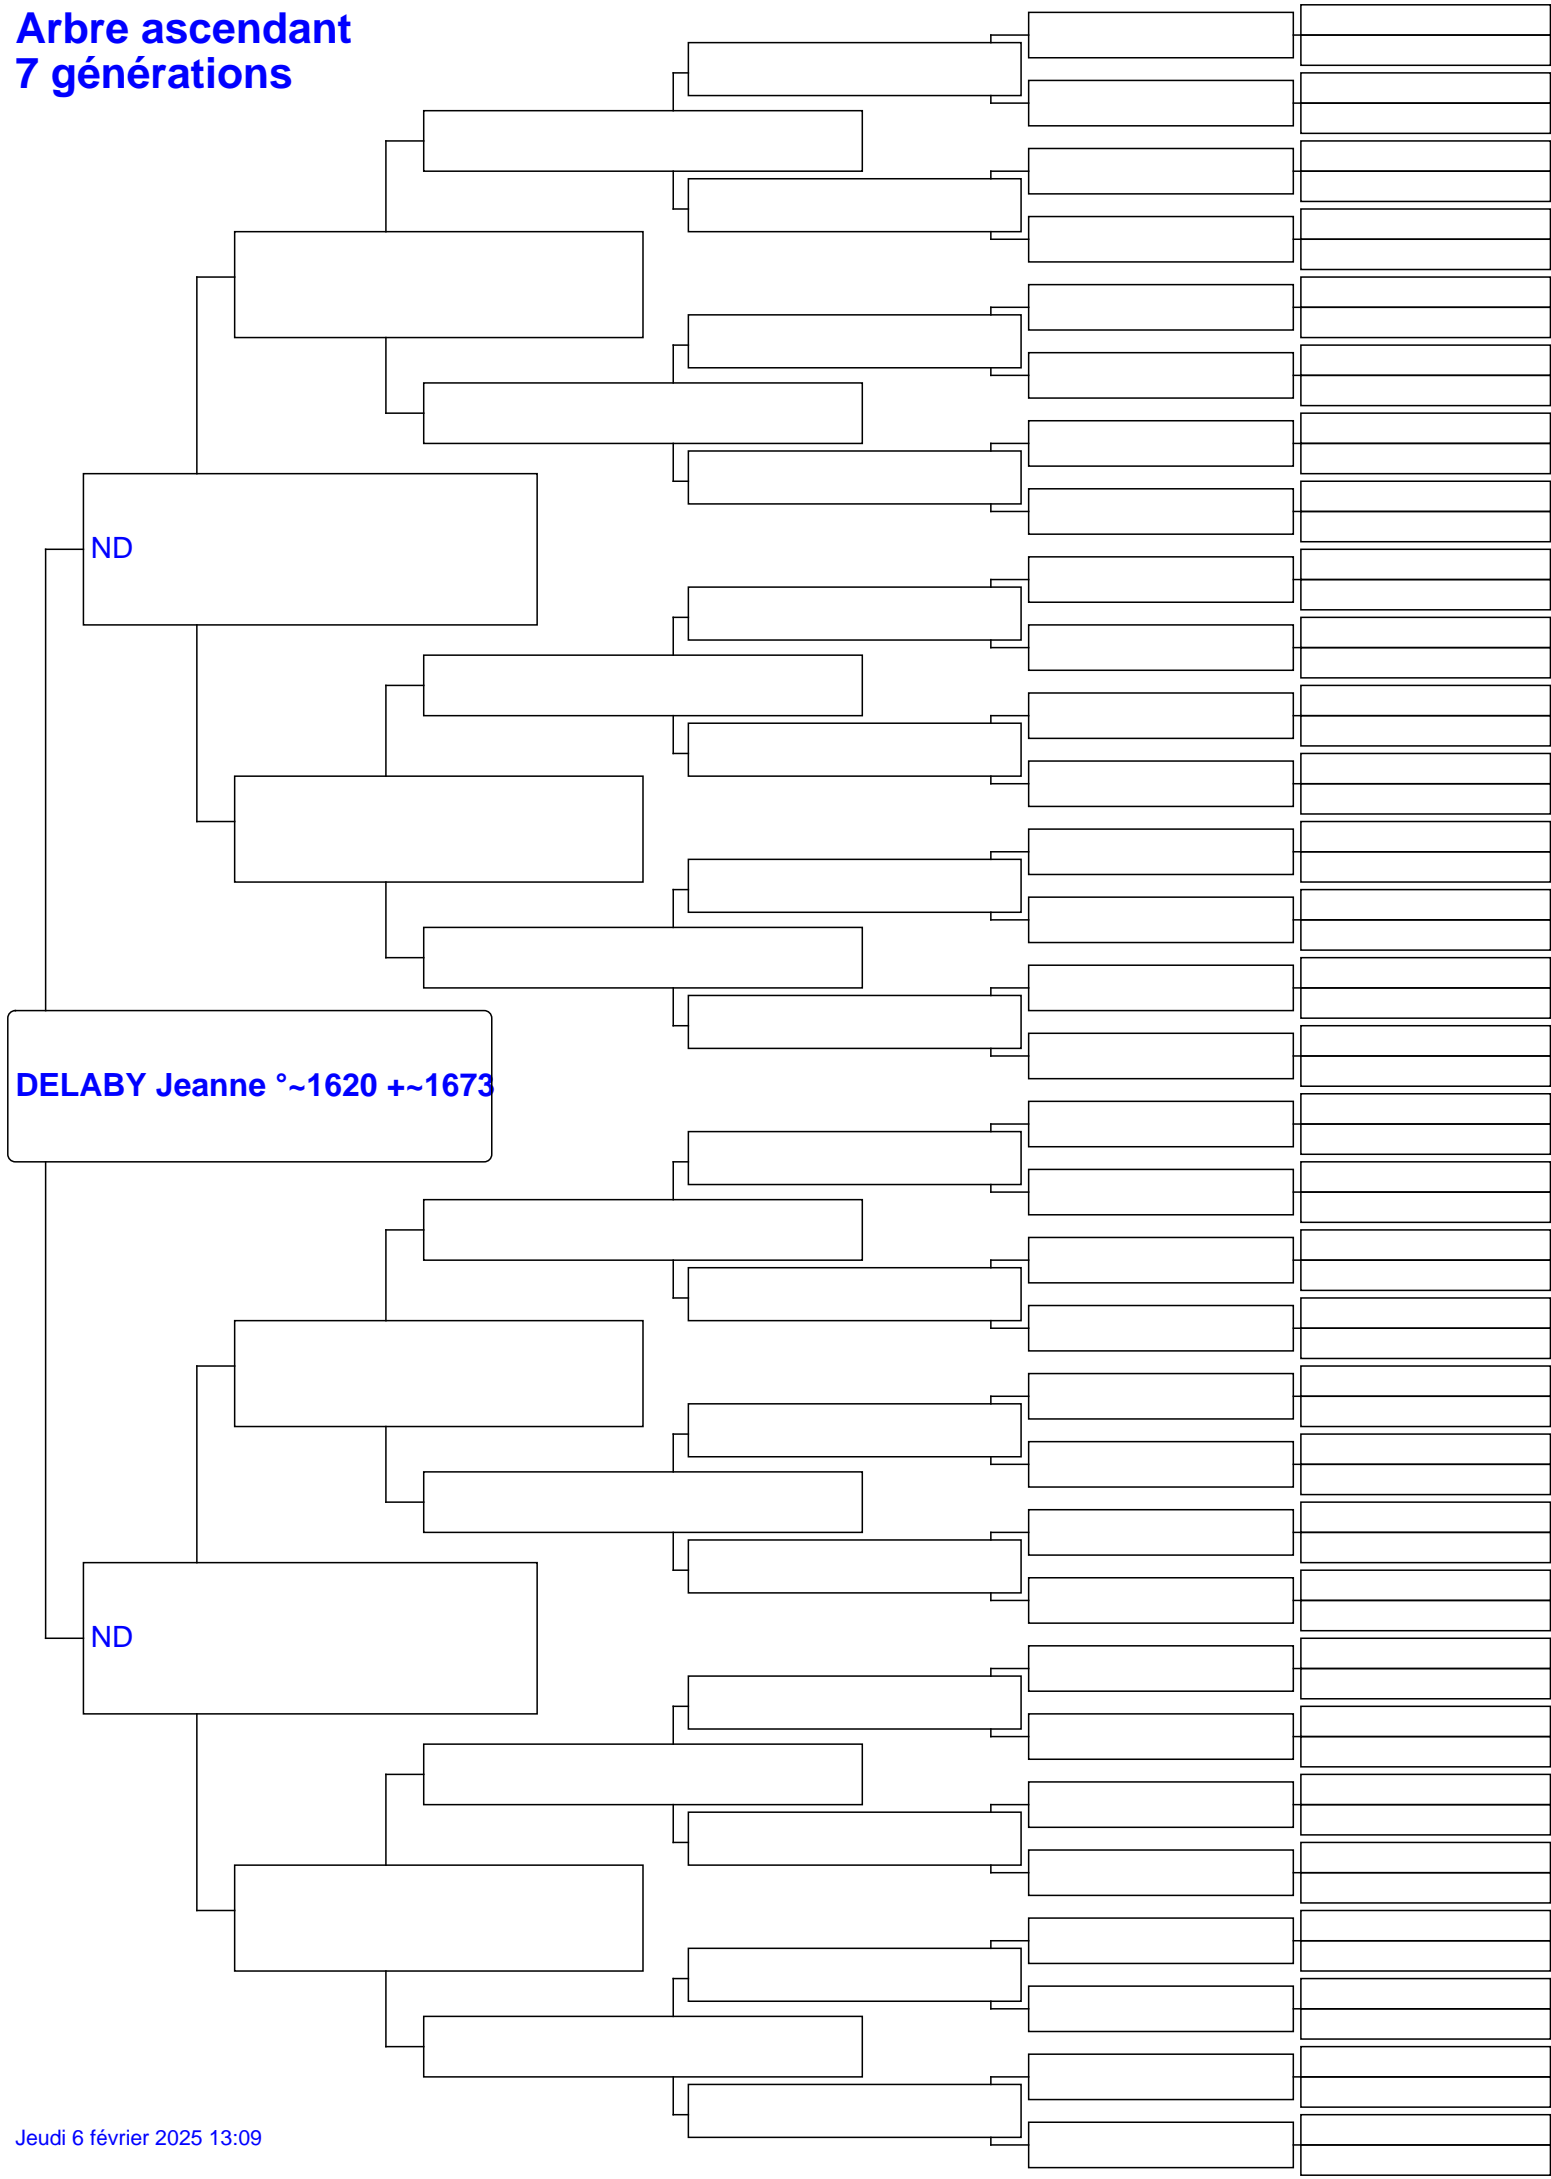 Arbre ascendant
7 générations
ND
DELABY Jeanne °~1620 +~1673
ND
Jeudi 6 février 2025 13:09